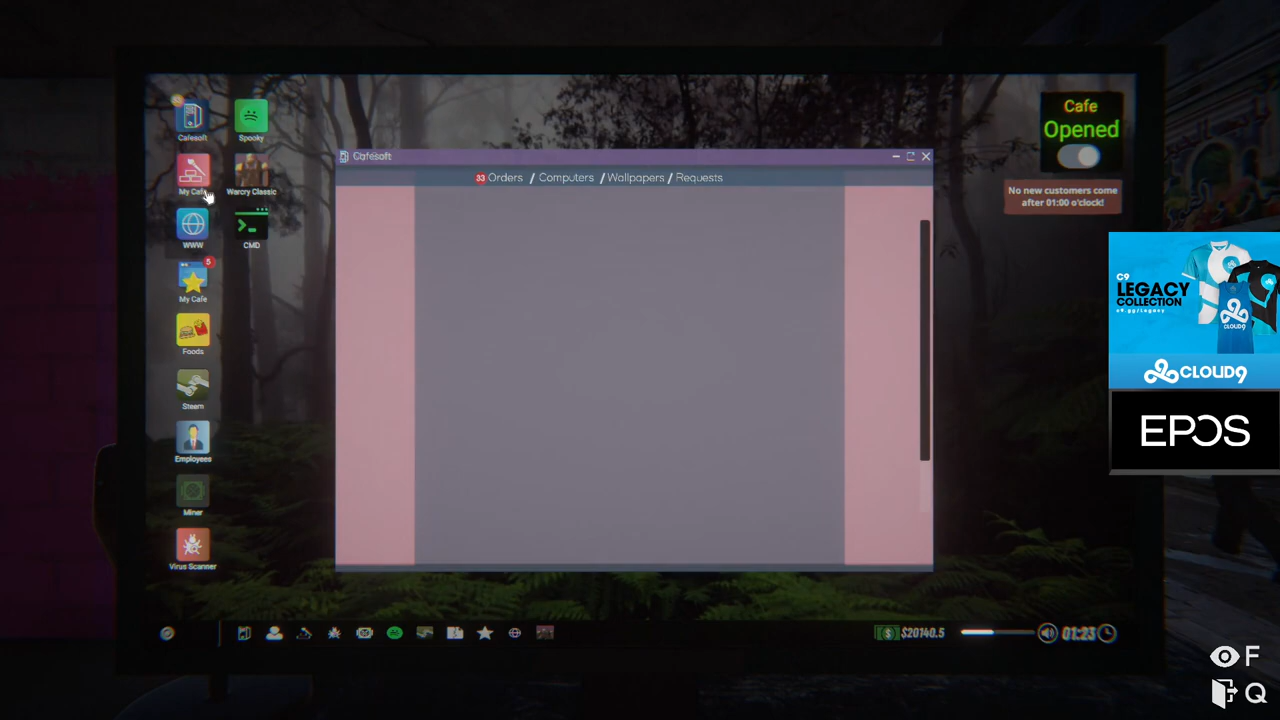 Cafesoft
Spooky
My Cafe
Warcry Classic
WWW
CMD
5
My Cafe
Foods
Steam
Employees
Miner
Virus Scanner
Cafesoft
33 Orders / Computers / Wallpapers / Requests
Cafe
Opened
No new customers come
after 01:00 o'clock!
C9
LEGACY
COLLECTION
c9.gg/legacy
CLOUD9
CLOUD9
EPOS
$20140.5
01:23
F
Q